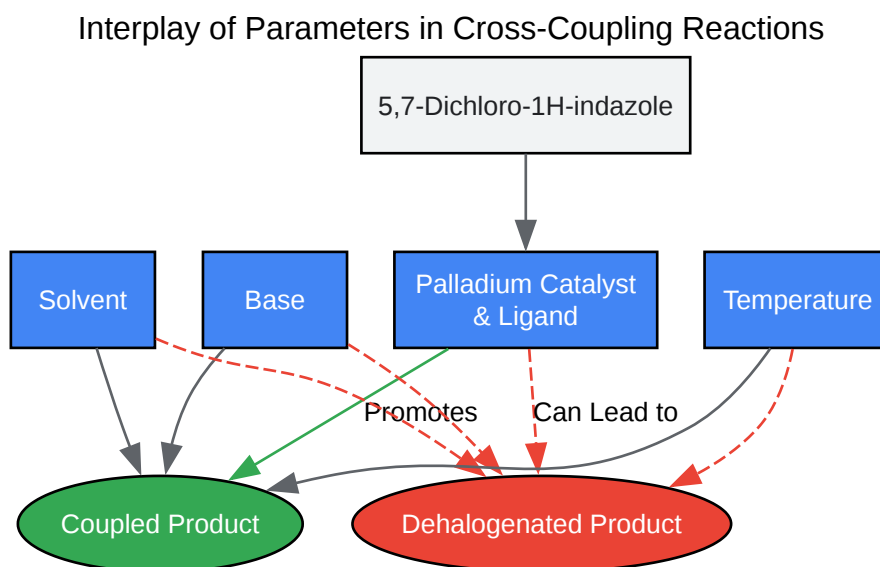 Interplay of Parameters in Cross-Coupling Reactions
5,7-Dichloro-1H-indazole
Solvent
Base
Palladium Catalyst
& Ligand
Temperature
Promotes
Can Lead to
Coupled Product
Dehalogenated Product